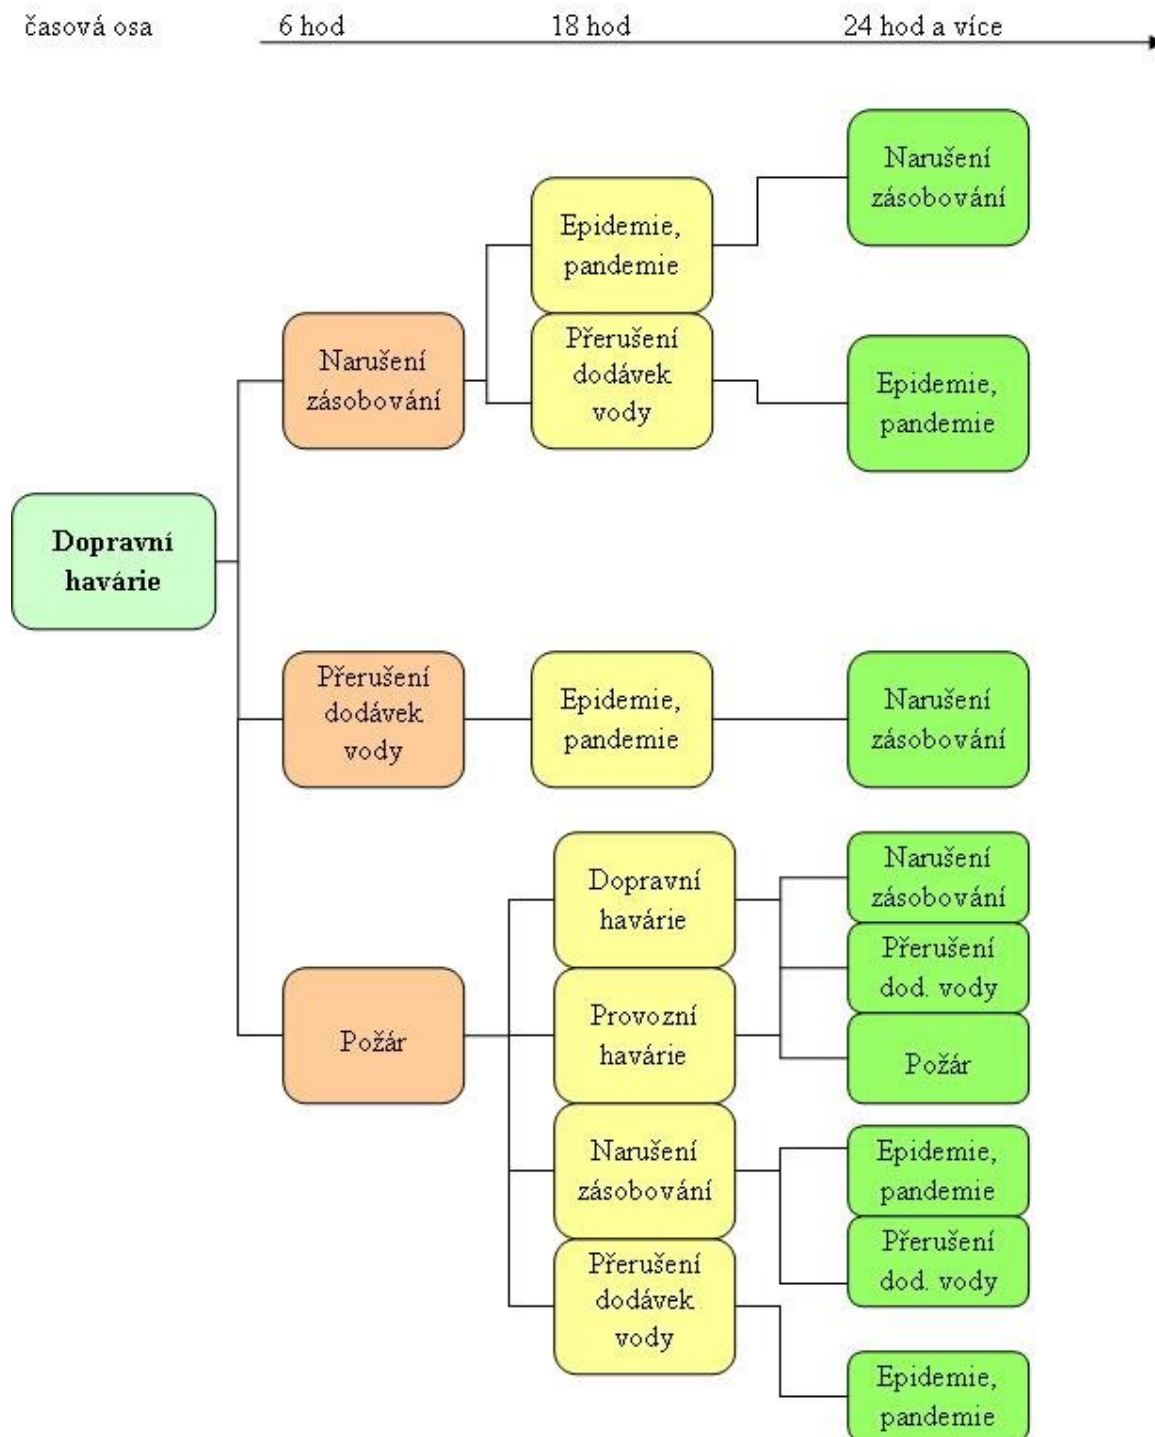 časová osa 6 hod 18 hod 24 hod a více
Narušení
zásobování
Epidemie,
pandemie
Narušení
zásobování
Přerušení
dodávek
vody
Epidemie,
pandemie
Dopravní
havárie
Přerušení
dodávek
vody
Epidemie,
pandemie
Narušení
zásobování
Dopravní
havárie
Narušení
zásobování
Přerušení
dod. vody
Požár
Provozní
havárie
Požár
Narušení
zásobování
Epidemie,
pandemie
Přerušení
dod. vody
Přerušení
dodávek
vody
Epidemie,
pandemie